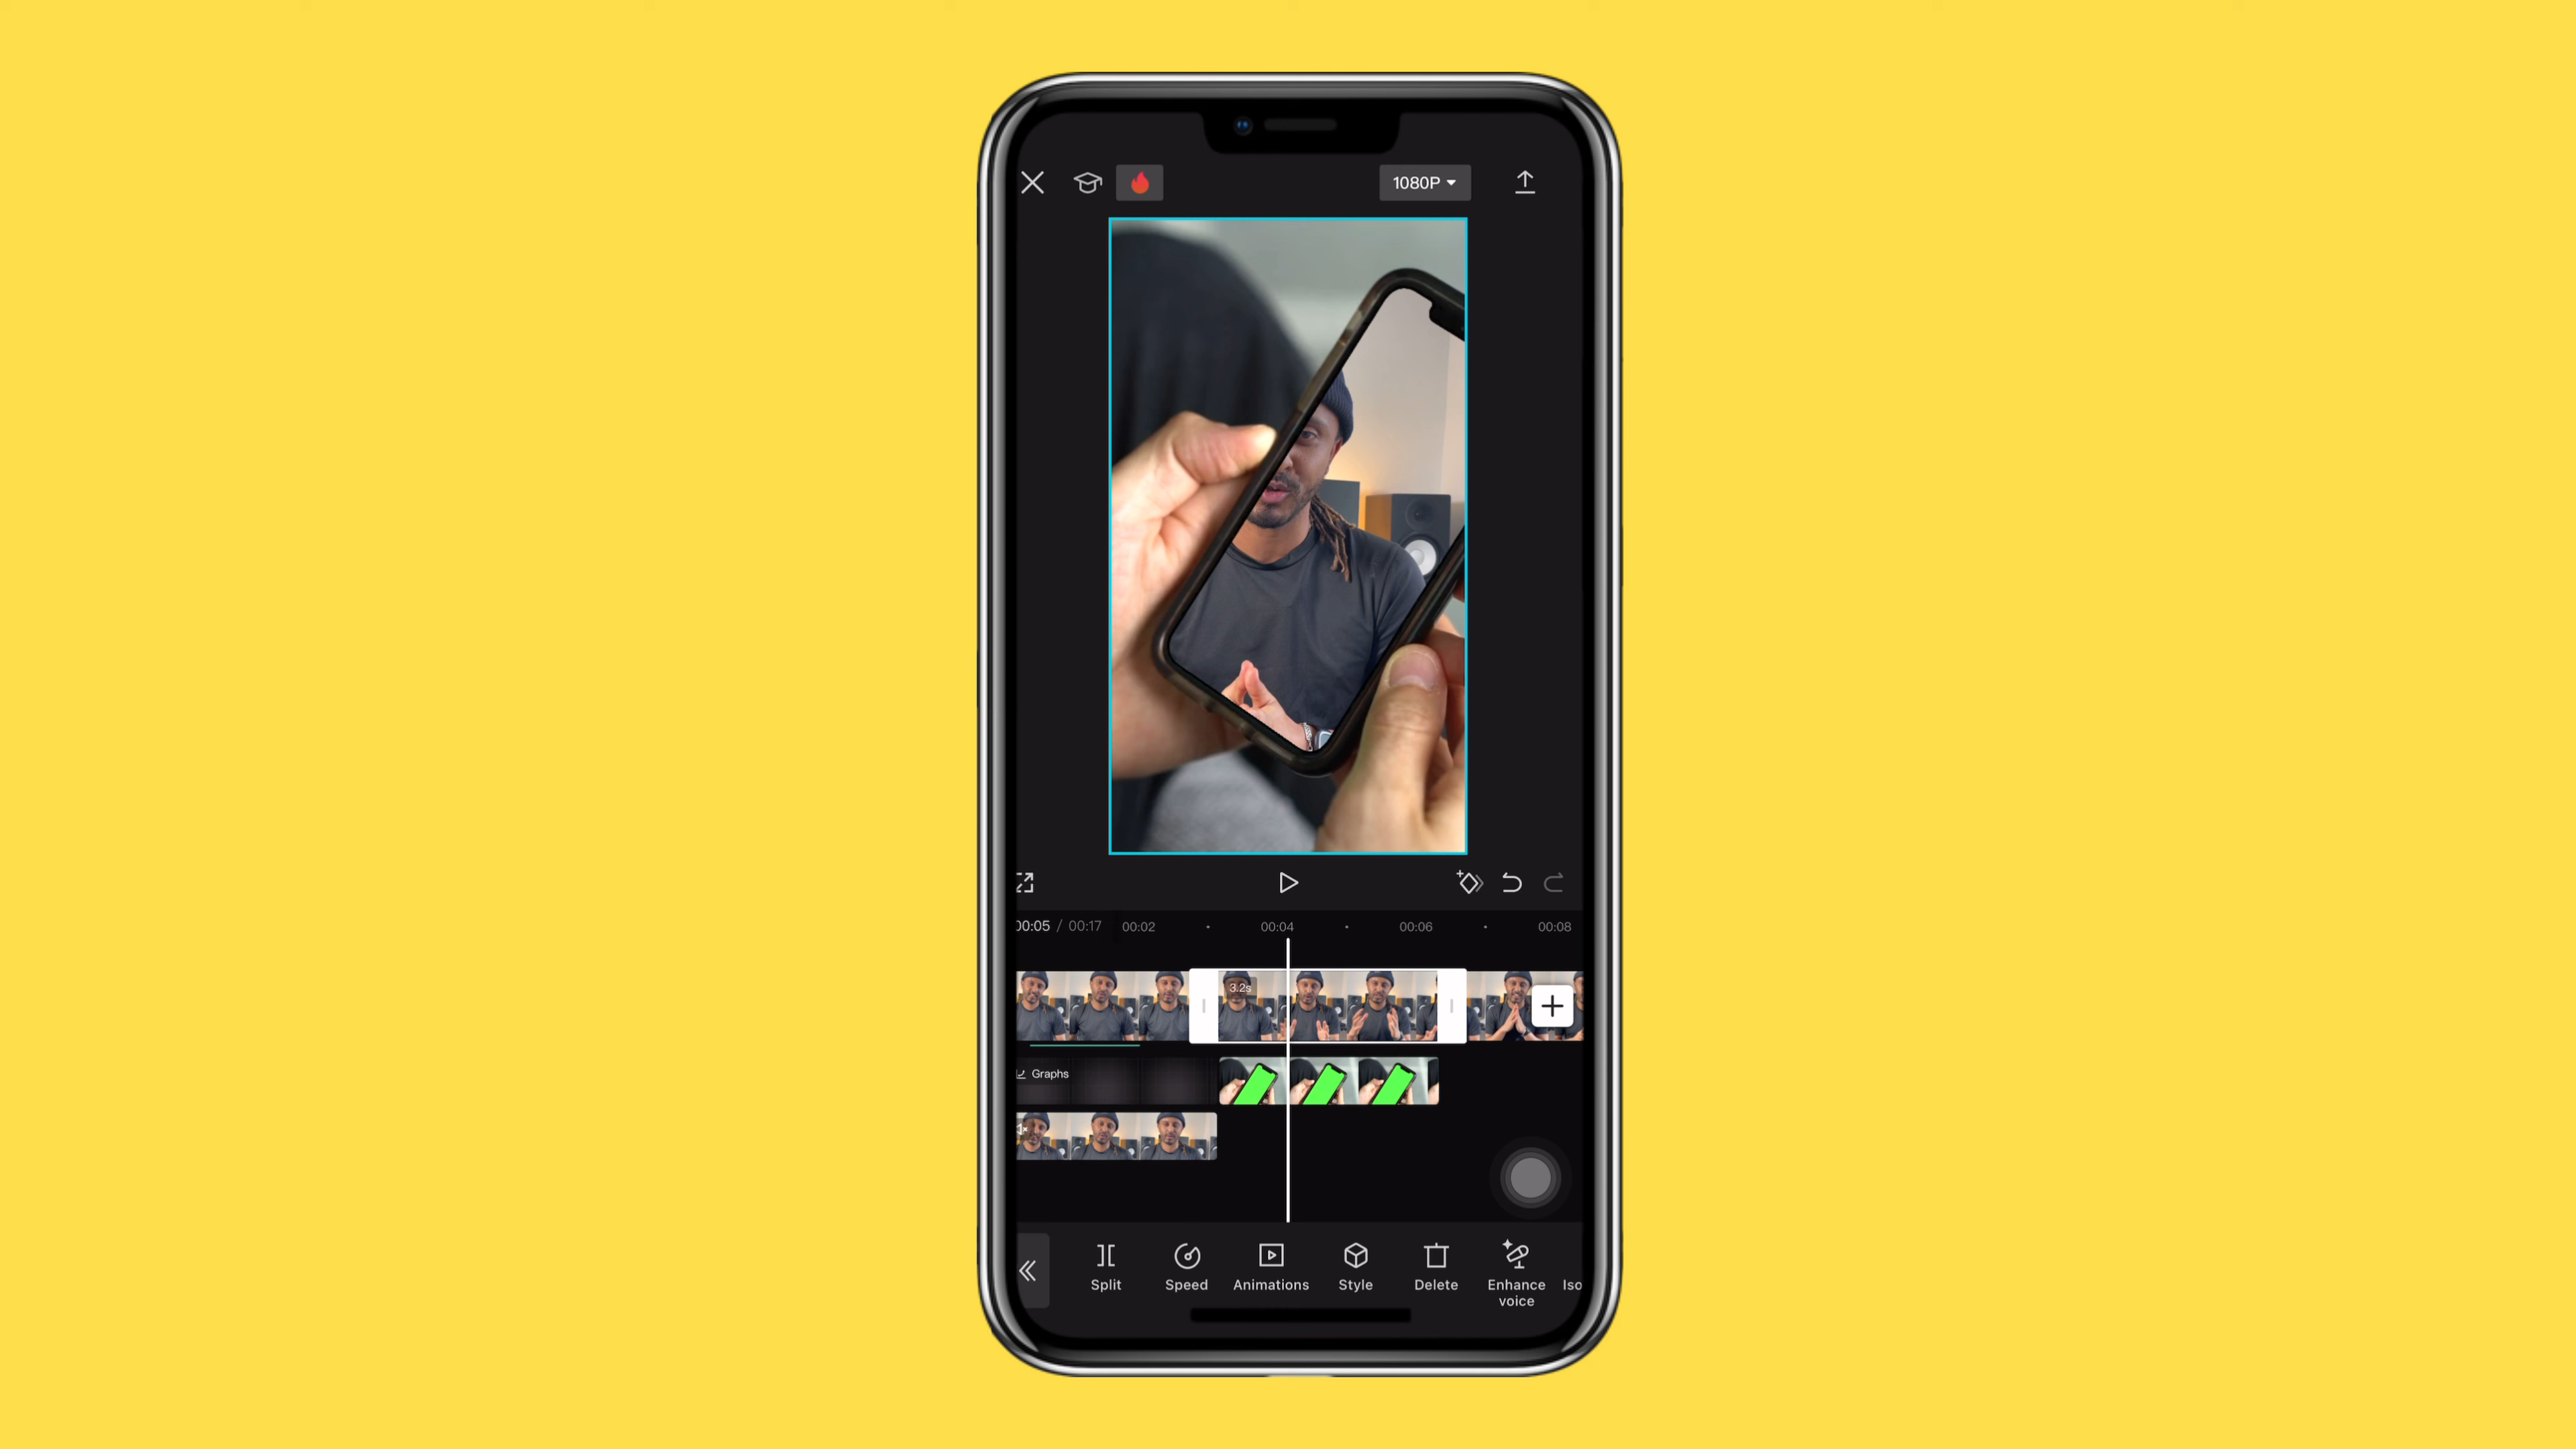 1080P
00:05 / 00:17 00:02 00:04 00:06 00:08
3.2s
Graphs
Split Speed Animations Style Delete Enhance voice Iso